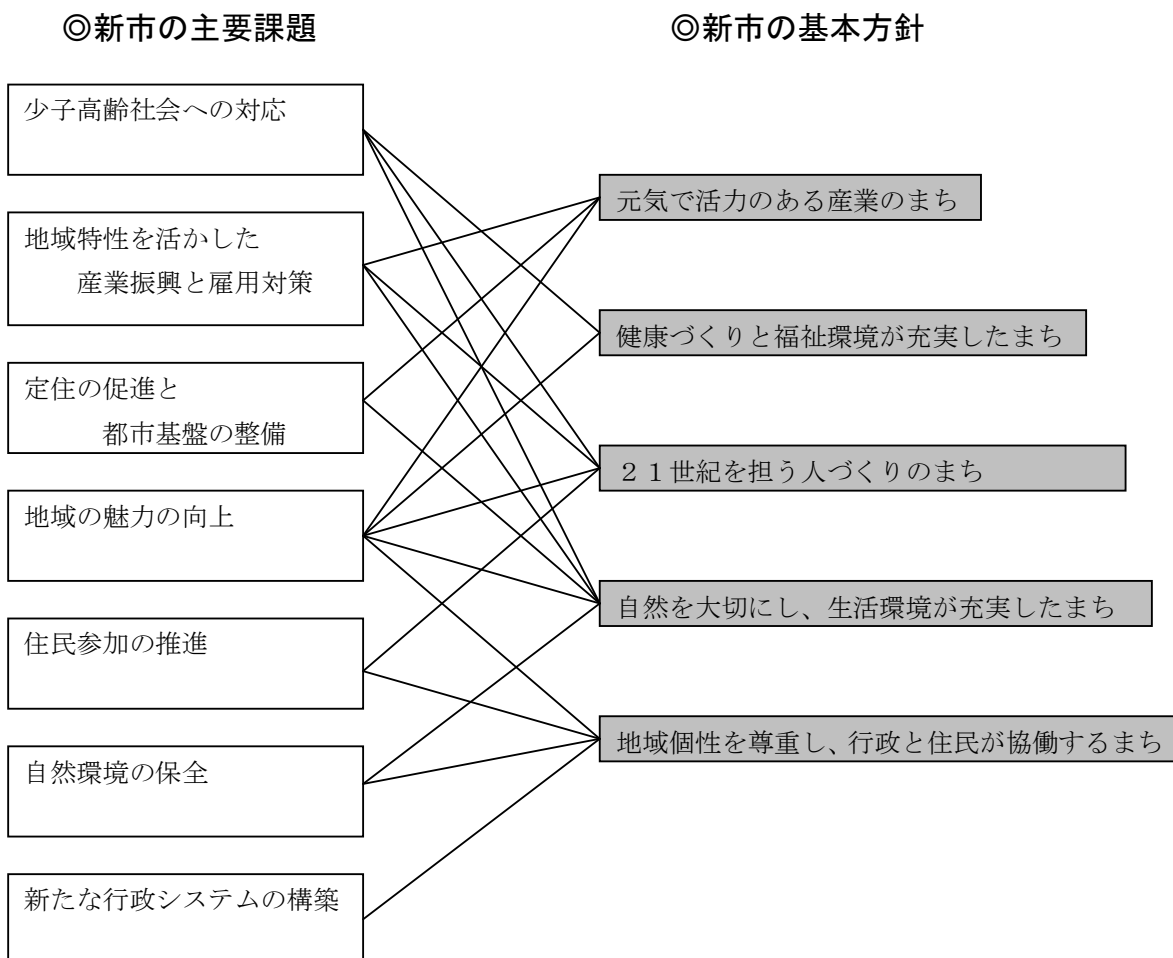 ◎新市の主要課題
少子高齢社会への対応
地域特性を活かした
産業振興と雇用対策
定住の促進と
都市基盤の整備
地域の魅力の向上
住民参加の推進
自然環境の保全
新たな行政システムの構築
◎新市の基本方針
元気で活力のある産業のまち
健康づくりと福祉環境が充実したまち
２１世紀を担う人づくりのまち
自然を大切にし、生活環境が充実したまち
地域個性を尊重し、行政と住民が協働するまち